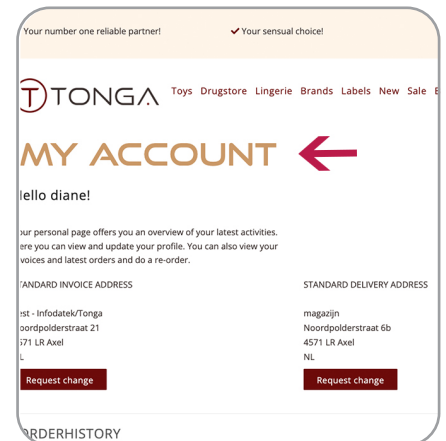 Your number one reliable partner!
Your sensual choice!
TONGA
Toys Drugstore Lingerie Brands Labels New Sale
MY ACCOUNT
ello diane!
our personal page offers you an overview of your latest activities.
ere you can view and update your profile. You can also view your
voices and latest orders and do a re-order.
TANDARD INVOICE ADDRESS
STANDARD DELIVERY ADDRESS
est - Infodatek/Tonga
magazijn
oordpolderstraat 21
Noordpolderstraat 6b
571 LR Axel
4571 LR Axel
L
NL
Request change
Request change
ORDERHISTORY